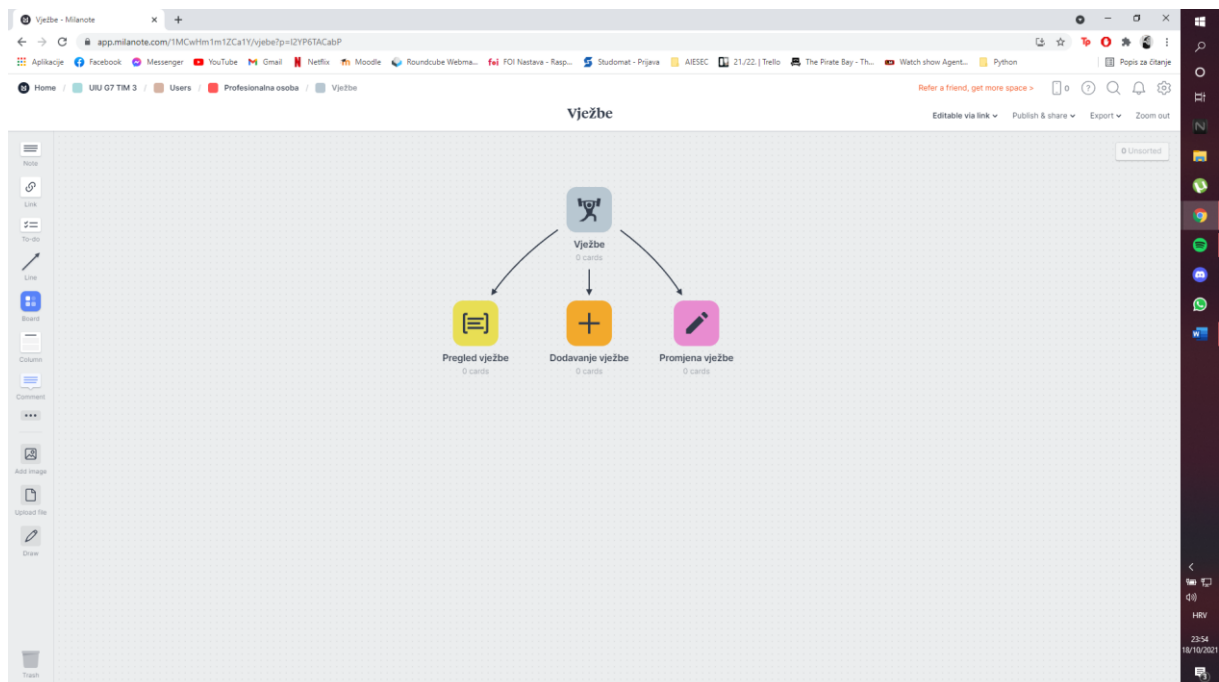 Vježbe - Milanote
app.milanote.com/1MCwHm1m1ZCa1Y/vjebe?p=I2YP6TACabP
Aplikacije Facebook Messenger YouTube Gmail Netflix Moodle Roundcube Webma... FOI Nastava - Rasp... Studomat - Prijava AIESEC 21./22. | Trello The Pirate Bay - Th... Watch show Agent... Python Popis za čitanje
Home / UIU G7 TIM 3 / Users / Profesionalna osoba / Vježbe
Refer a friend, get more space >
0
Vježbe
Editable via link Publish & share Export Zoom out
0 Unsorted
Note
Link
To-do
Line
Board
Column
Comment
Add image
Upload file
Draw
Trash
Vježbe
0 cards
Pregled vježbe
0 cards
Dodavanje vježbe
0 cards
Promjena vježbe
0 cards
HRV
23:54
18/10/2021